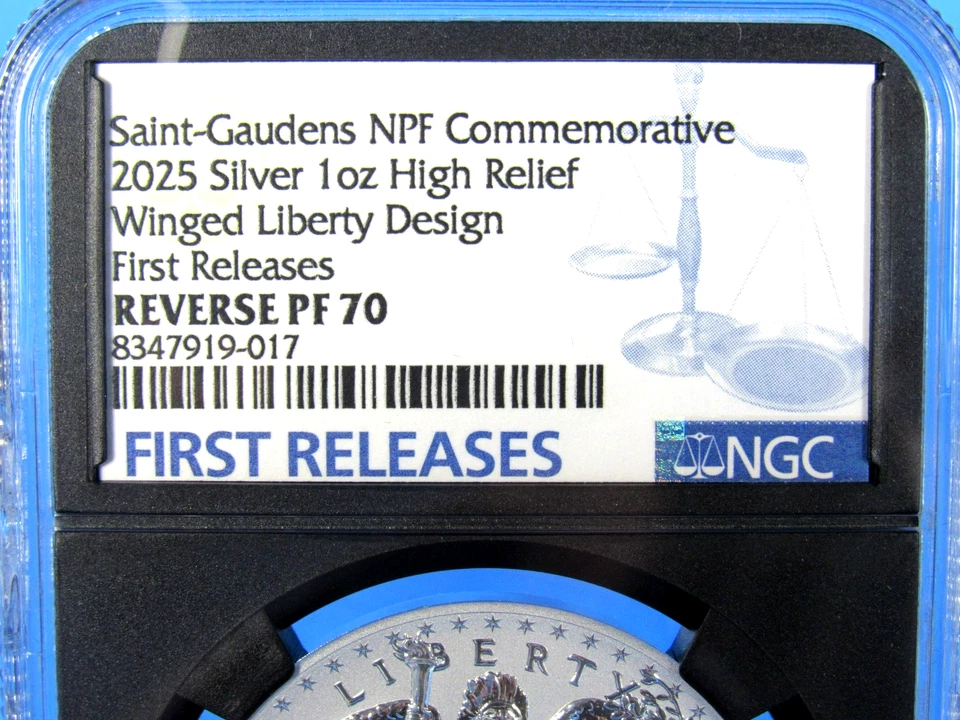 Saint-Gaudens NPF Commemorative
2025 Silver 1oz High Relief
Winged Liberty Design
First Releases
REVERSE PF 70
8347919-017
FIRST RELEASES
NGC
LIBERTY